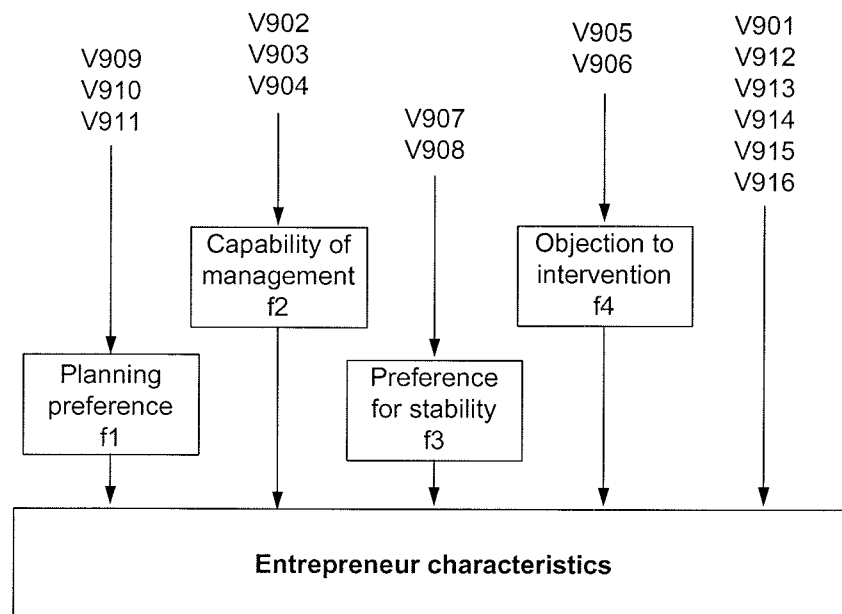 V909
V910
V911
V902
V903
V904
V907
V908
V905
V906
V901
V912
V913
V914
V915
V916
Planning
preference
f1
Capability of
management
f2
Preference
for stability
f3
Objection to
intervention
f4
Entrepreneur characteristics